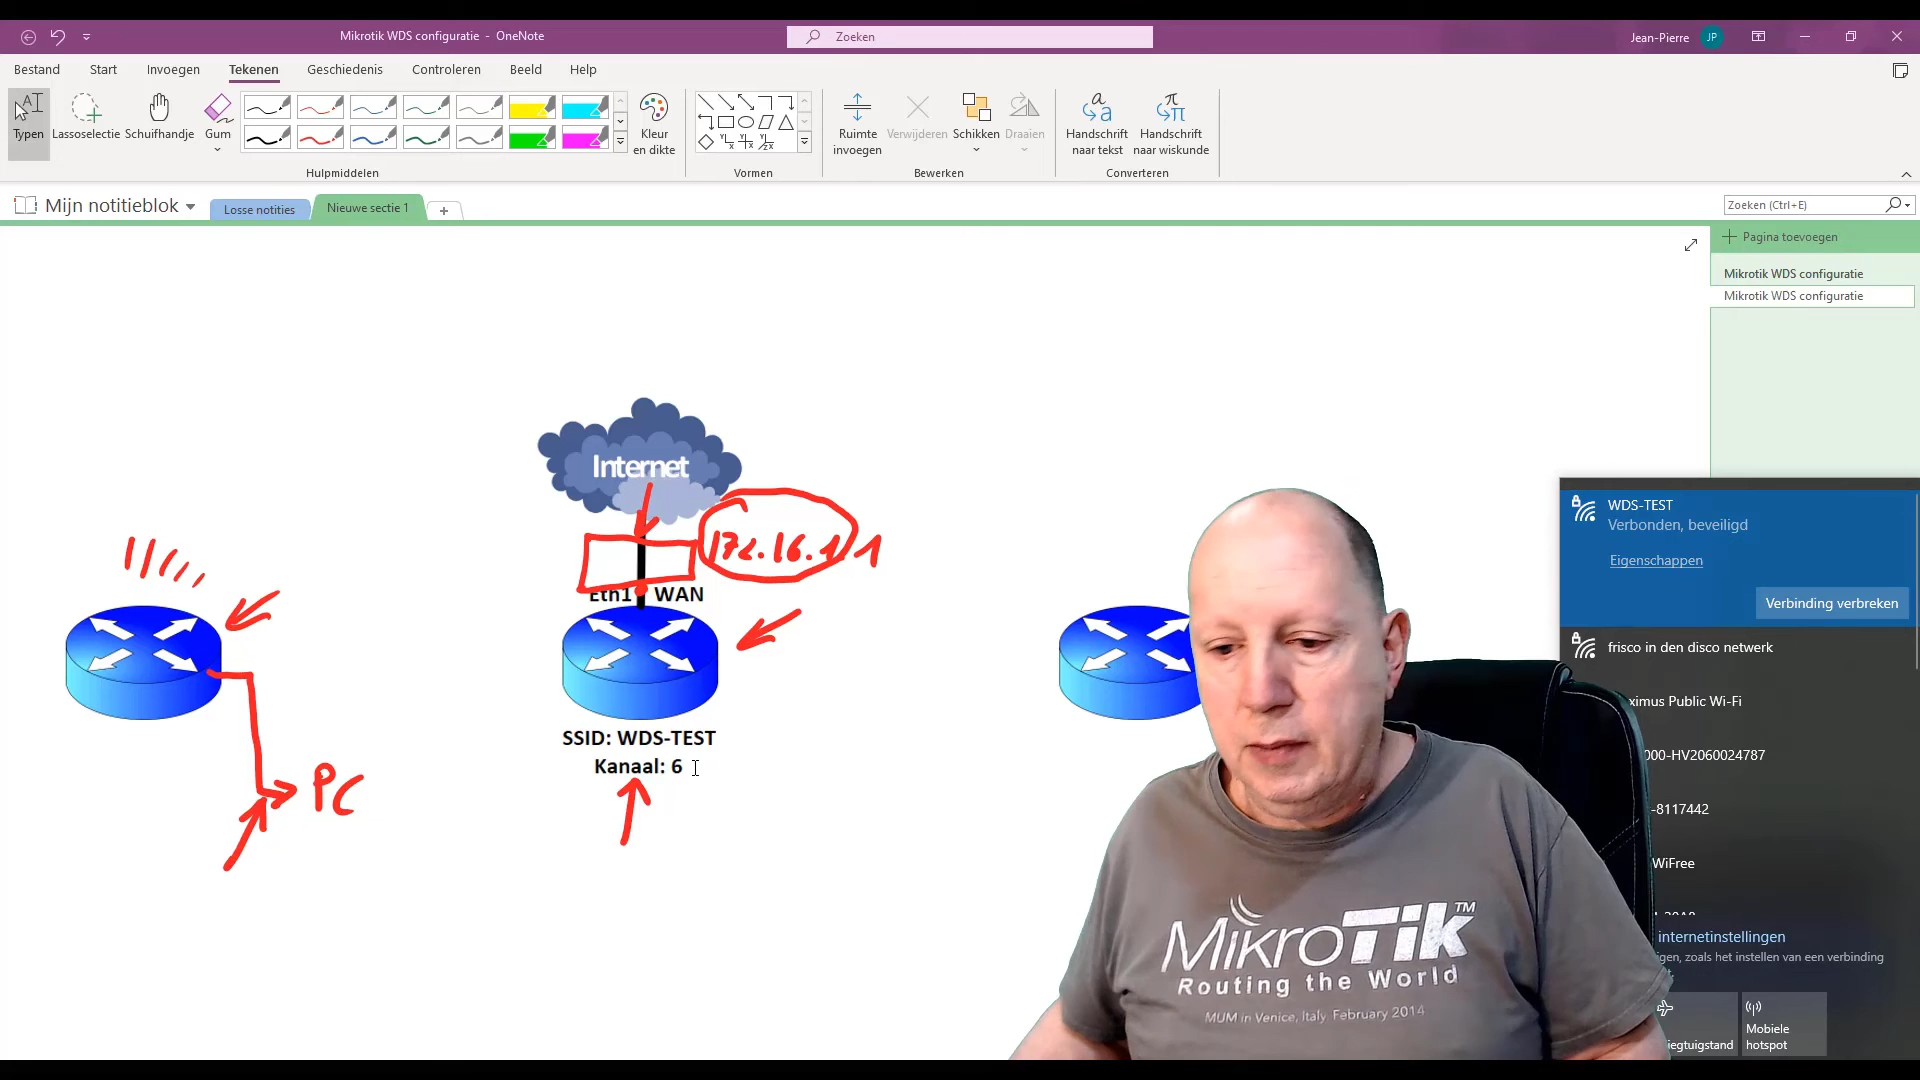 Mikrotik WDS configuratie - OneNote
Zoeken
Jean-Pierre
JP
Bestand
Start
Invoegen
Tekenen
Geschiedenis
Controleren
Beeld
Help
Typen
Lassoselectie
Schuifhandje
Gum
Kleur en dikte
Ruimte invoegen
Verwijderen
Schikken
Draaien
Handschrift naar tekst
Handschrift naar wiskunde
Hulpmiddelen
Vormen
Bewerken
Converteren
Mijn notitieblok
Losse notities
Nieuwe sectie 1
Zoeken (Ctrl+E)
Pagina toevoegen
Mikrotik WDS configuratie
Mikrotik WDS configuratie
Internet
172.16.1.1
Eth1 WAN
SSID: WDS-TEST
Kanaal: 6
PC
WDS-TEST
Verbonden, beveiligd
Eigenschappen
Verbinding verbreken
frisco in den disco netwerk
ximus Public Wi-Fi
000-HV2060024787
-8117442
WiFree
internetinstellingen
igen, zoals het instellen van een verbinding
iegtuigstand
Mobiele hotspot
MikroTik™
Routing the World
MUM in Venice, Italy February 2014